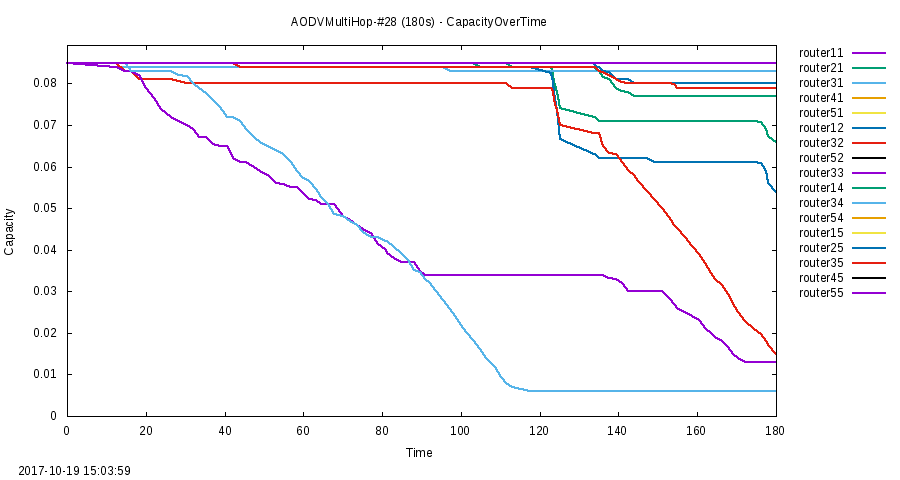 AODVMultiHop-#28 (180s) - CapacityOverTime
router11
router21
router31
router41
router51
router12
router32
router52
router33
router14
router34
router54
router15
router25
router35
router45
router55
Capacity
0.08
0.07
0.06
0.05
0.04
0.03
0.02
0.01
0
0 20 40 60 80 100 120 140 160 180
Time
2017-10-19 15:03:59